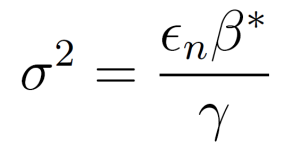 σ² = ϵₙβ* / γ